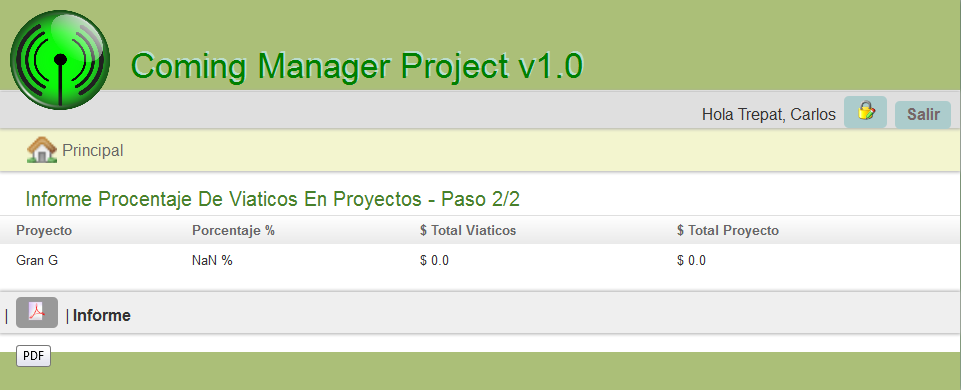 Coming Manager Project v1.0
Hola Trepat, Carlos Salir
Principal
Informe Procentaje De Viaticos En Proyectos - Paso 2/2
Proyecto Porcentaje % $ Total Viaticos $ Total Proyecto
Gran G NaN % $ 0.0 $ 0.0
| | Informe
PDF